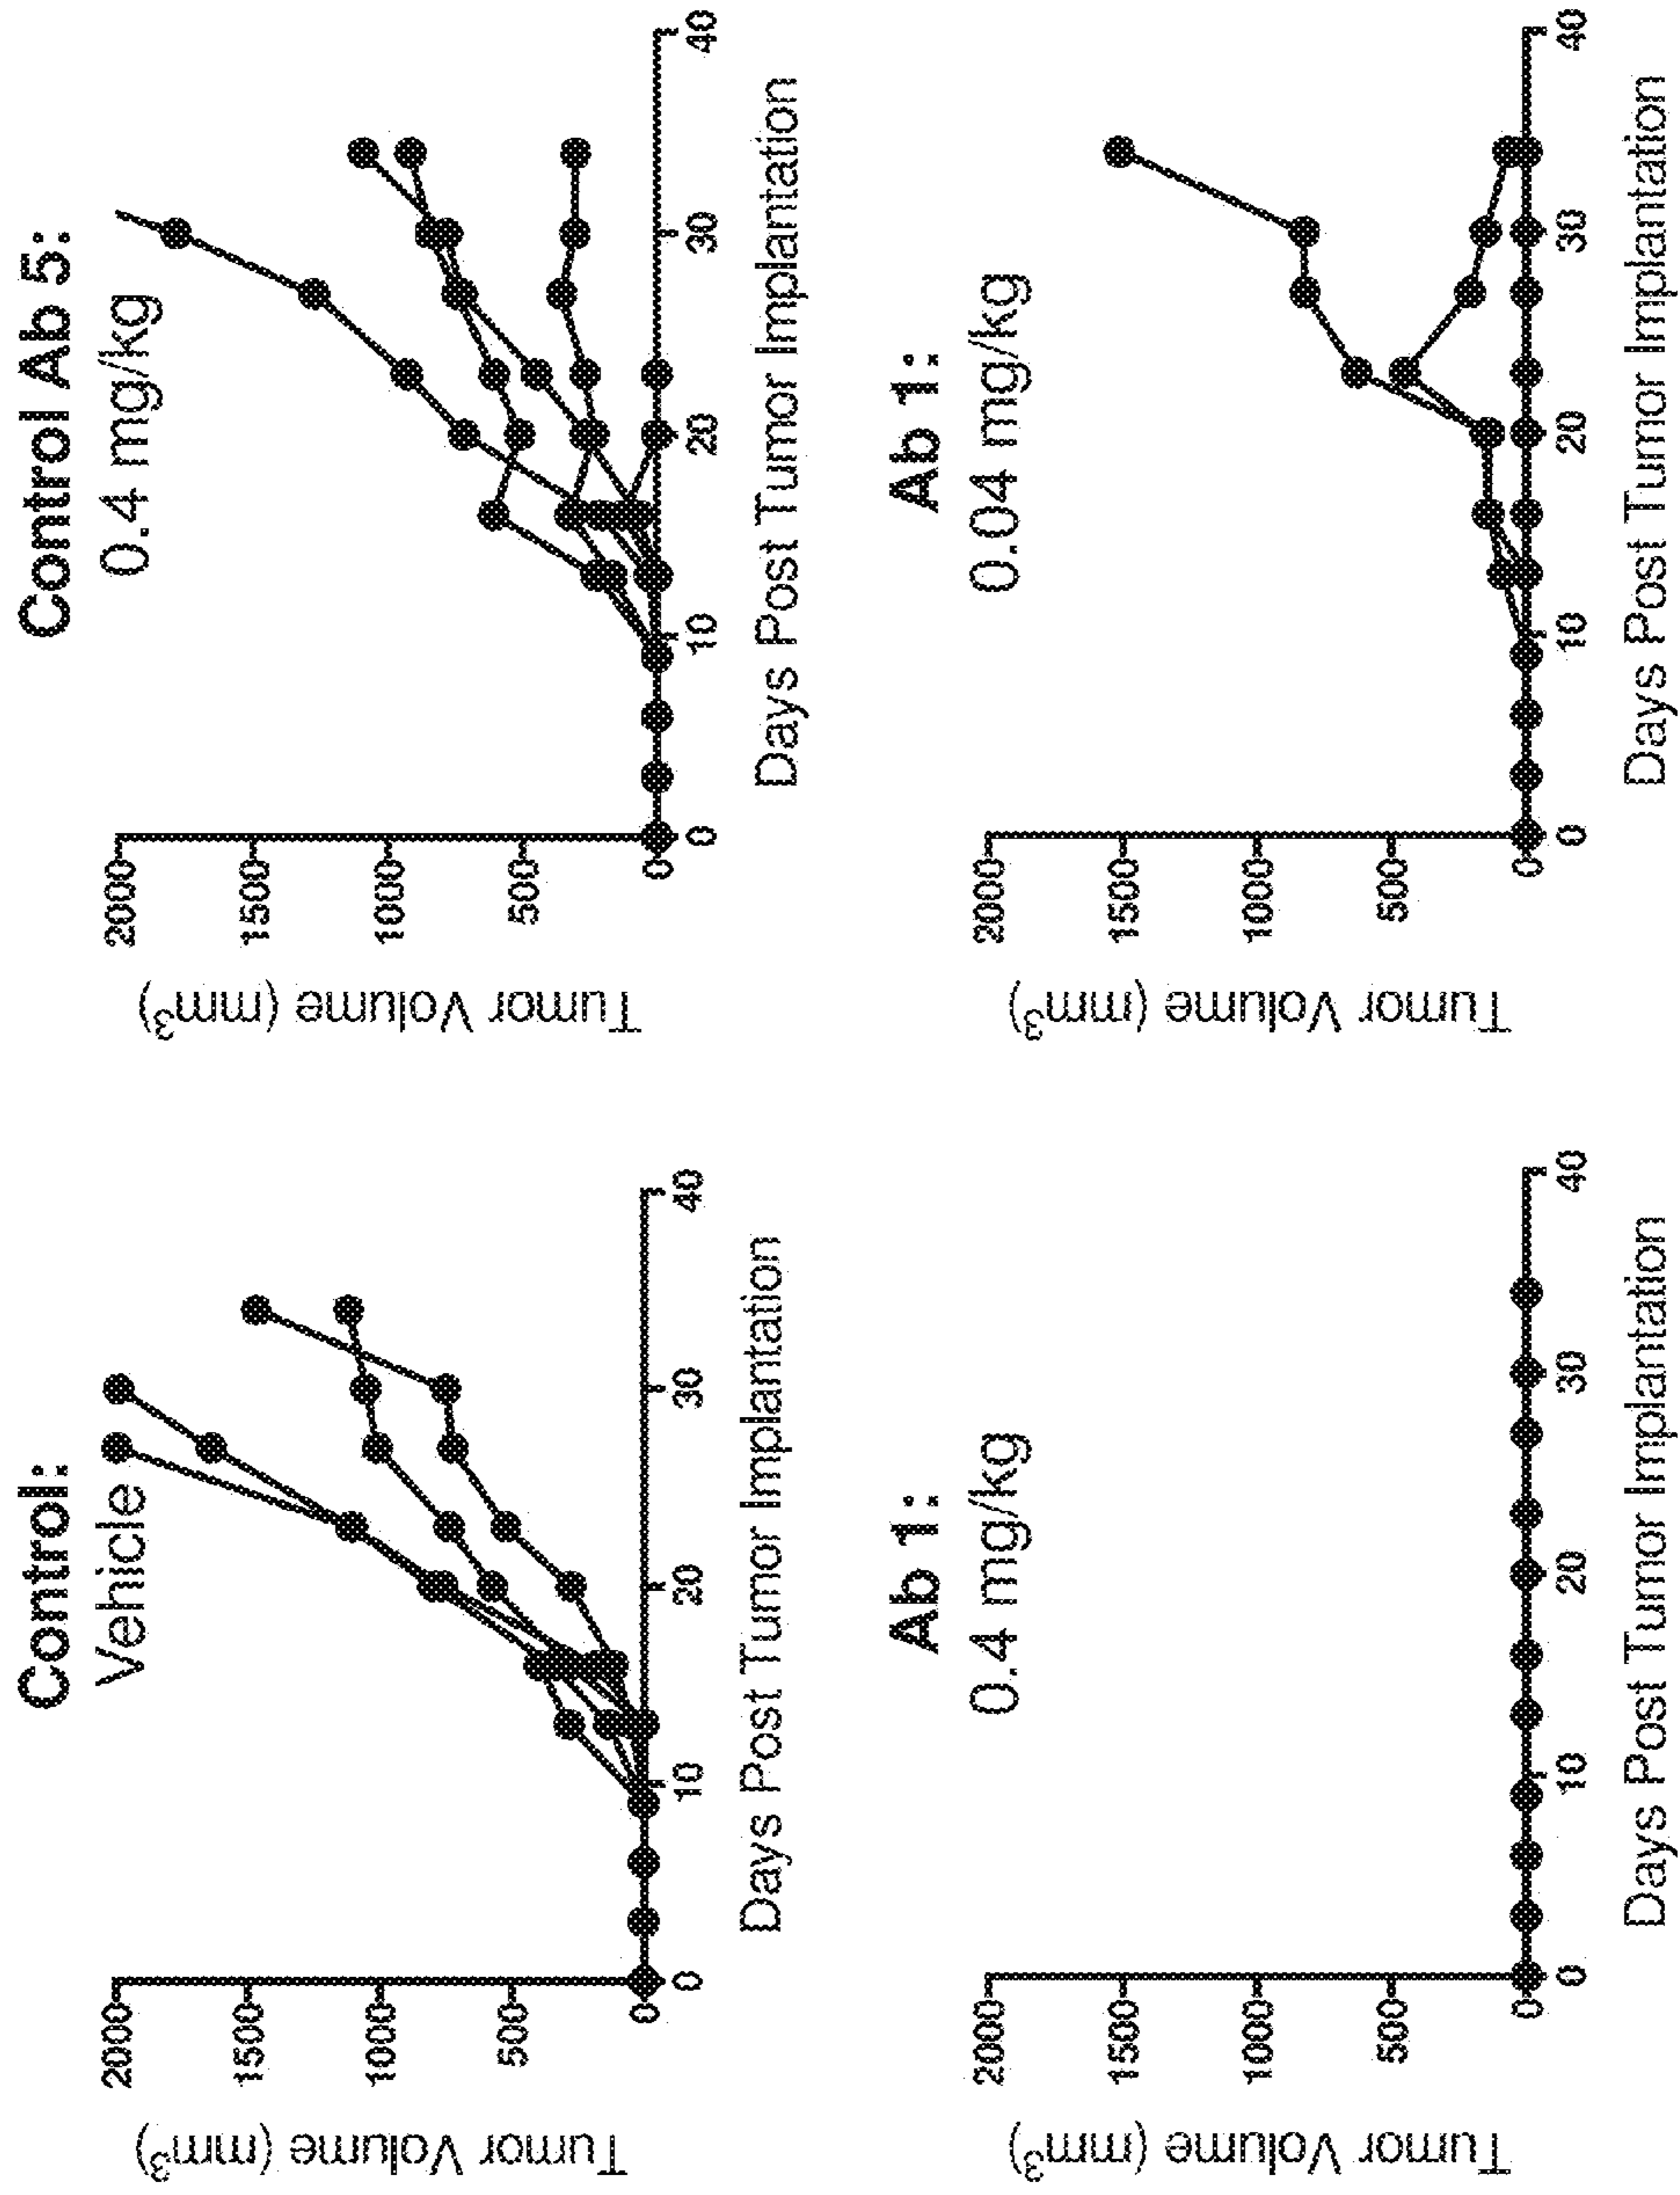 Control:
Vehicle
Tumor Volume (mm³)
2000
1500
1000
500
0
0 10 20 30 40
Days Post Tumor Implantation
Control Ab 5:
0.4 mg/kg
Tumor Volume (mm³)
2000
1500
1000
500
0
0 10 20 30 40
Days Post Tumor Implantation
Ab 1:
0.4 mg/kg
Tumor Volume (mm³)
2000
1500
1000
500
0
0 10 20 30 40
Days Post Tumor Implantation
Ab 1:
0.04 mg/kg
Tumor Volume (mm³)
2000
1500
1000
500
0
0 10 20 30 40
Days Post Tumor Implantation